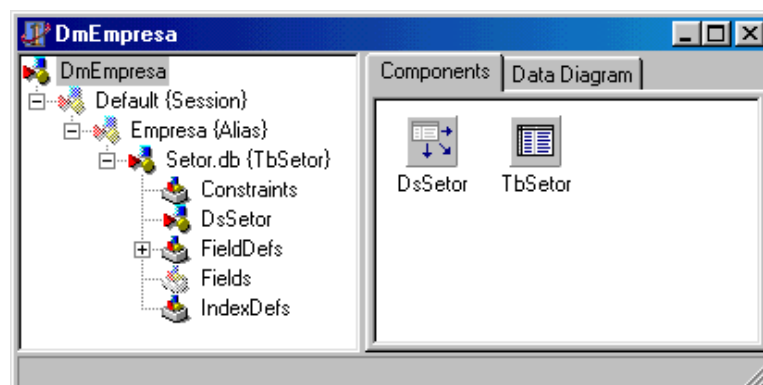 DmEmpresa
DmEmpresa
Default {Session}
Empresa {Alias}
Setor.db {TbSetor}
Constraints
DsSetor
FieldDefs
Fields
IndexDefs
Components
Data Diagram
DsSetor
TbSetor